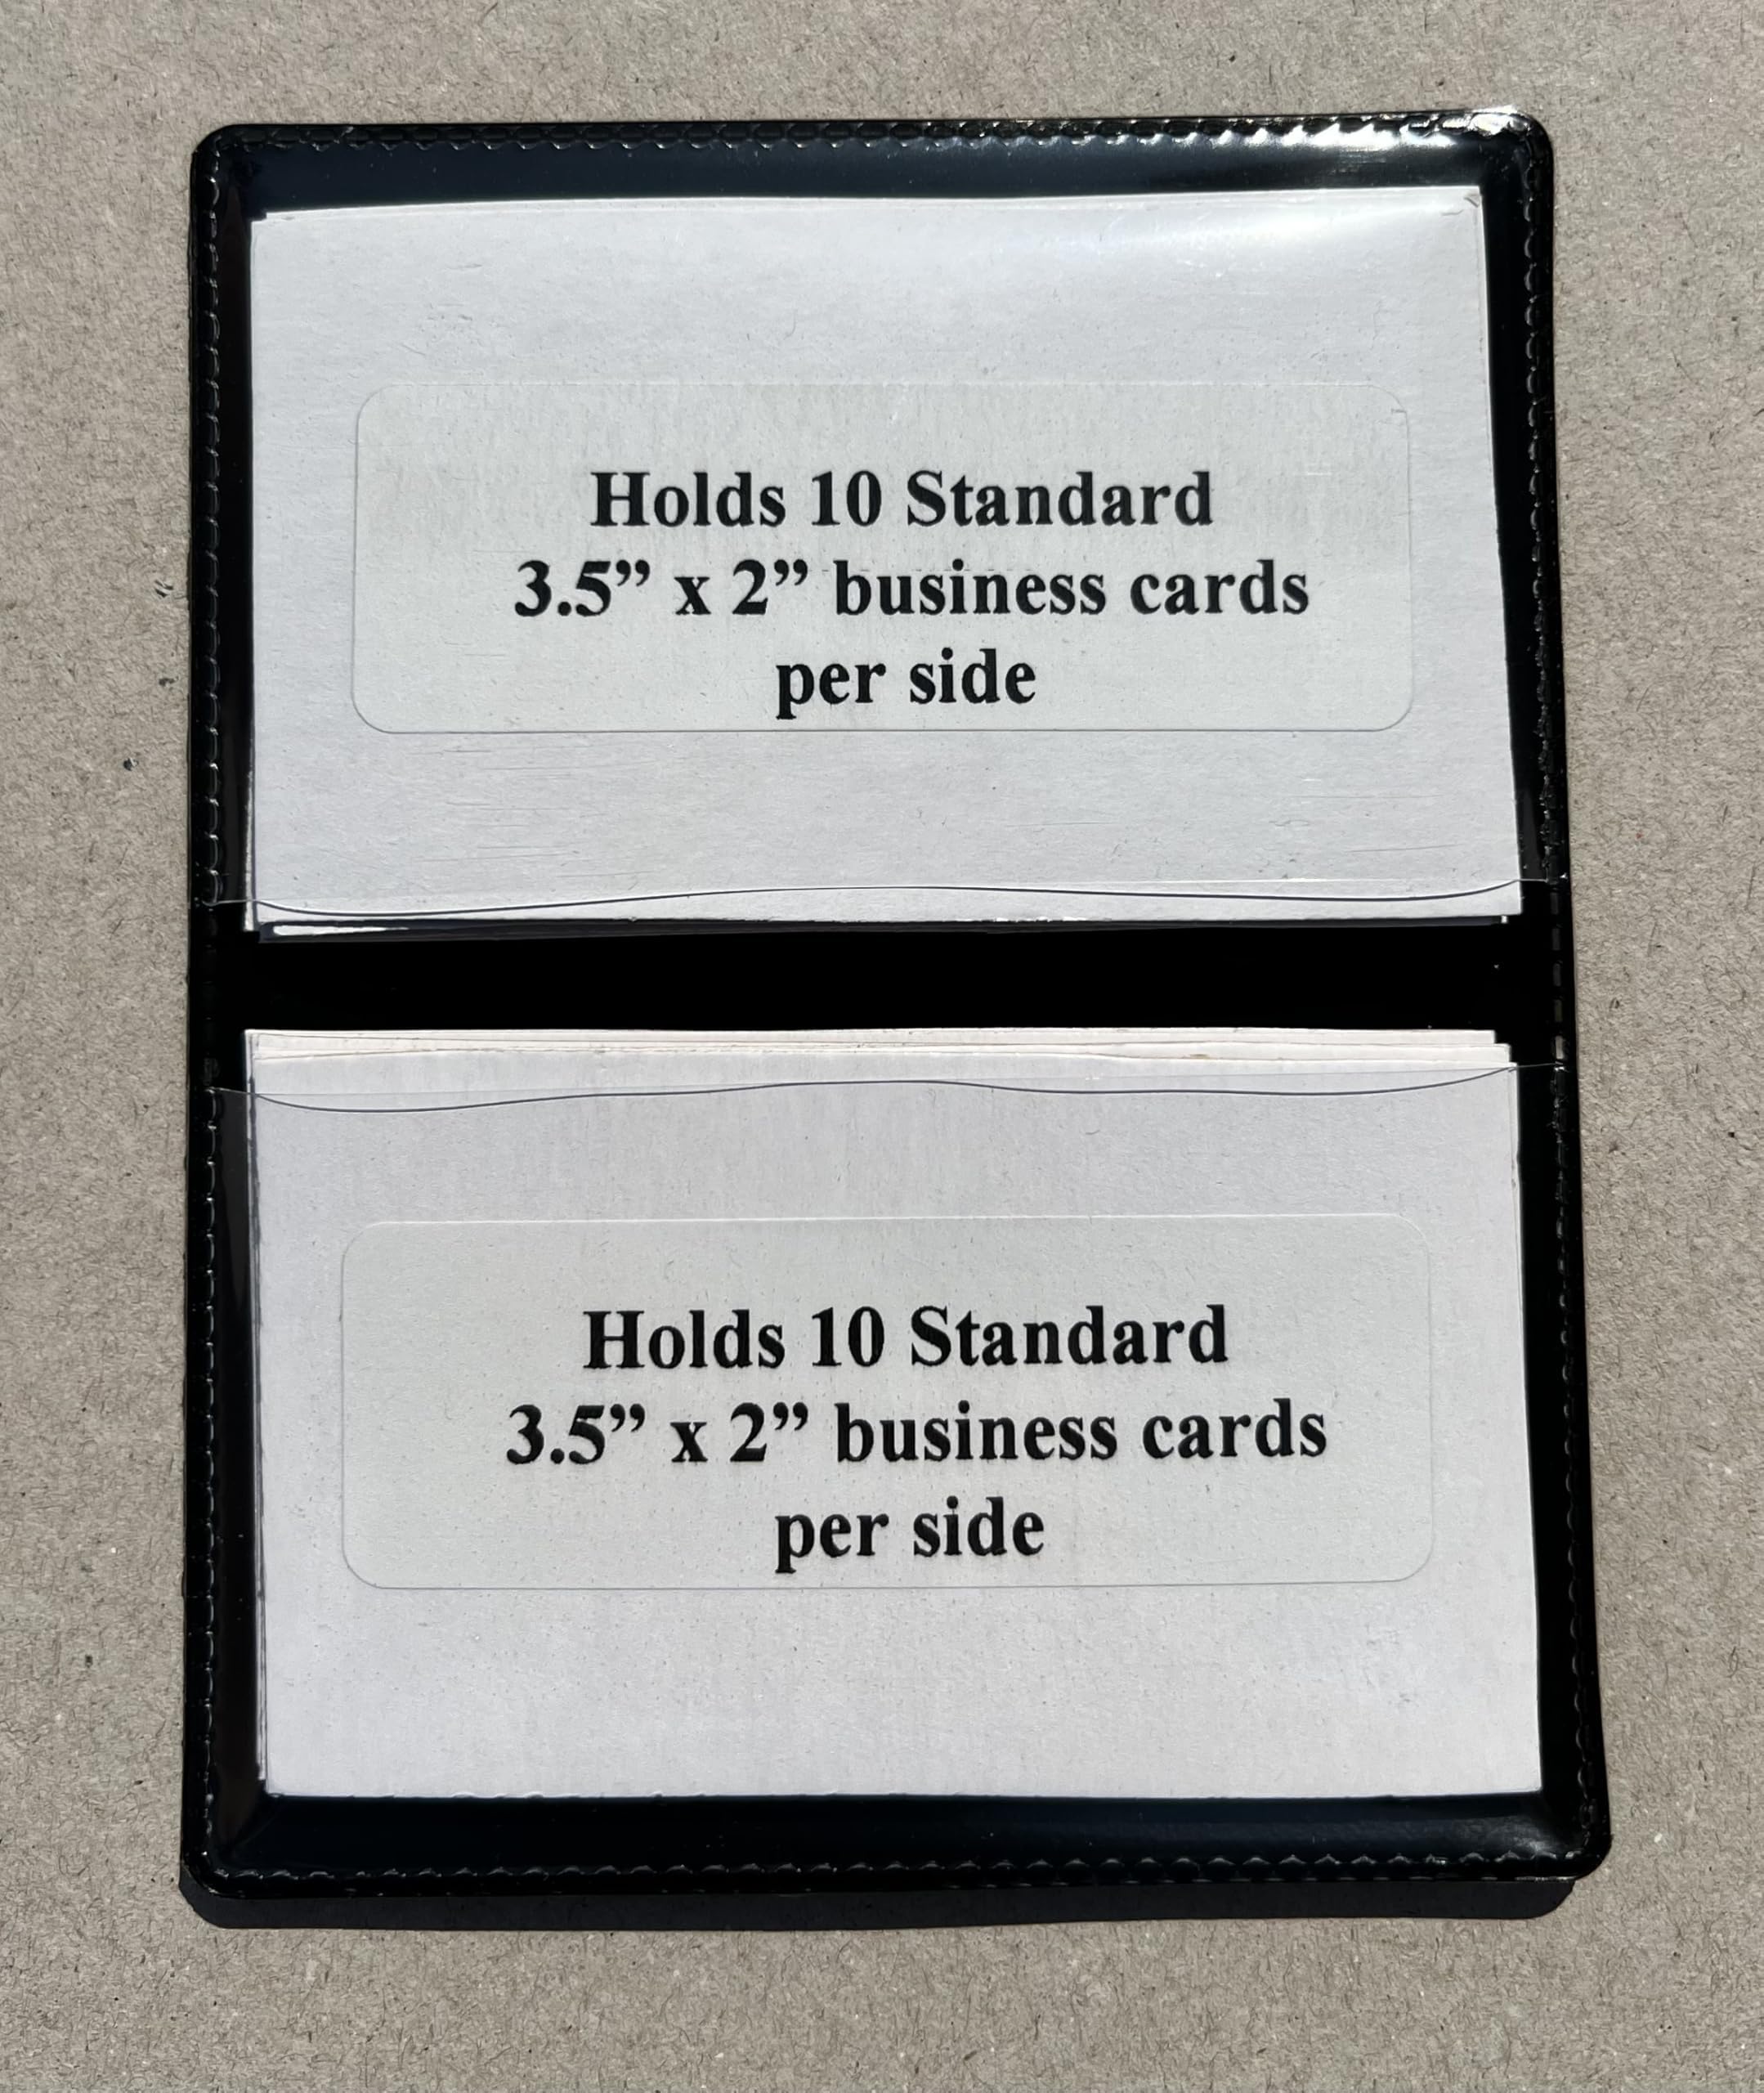 Holds 10 Standard
3.5” x 2” business cards
per side
Holds 10 Standard
3.5” x 2” business cards
per side